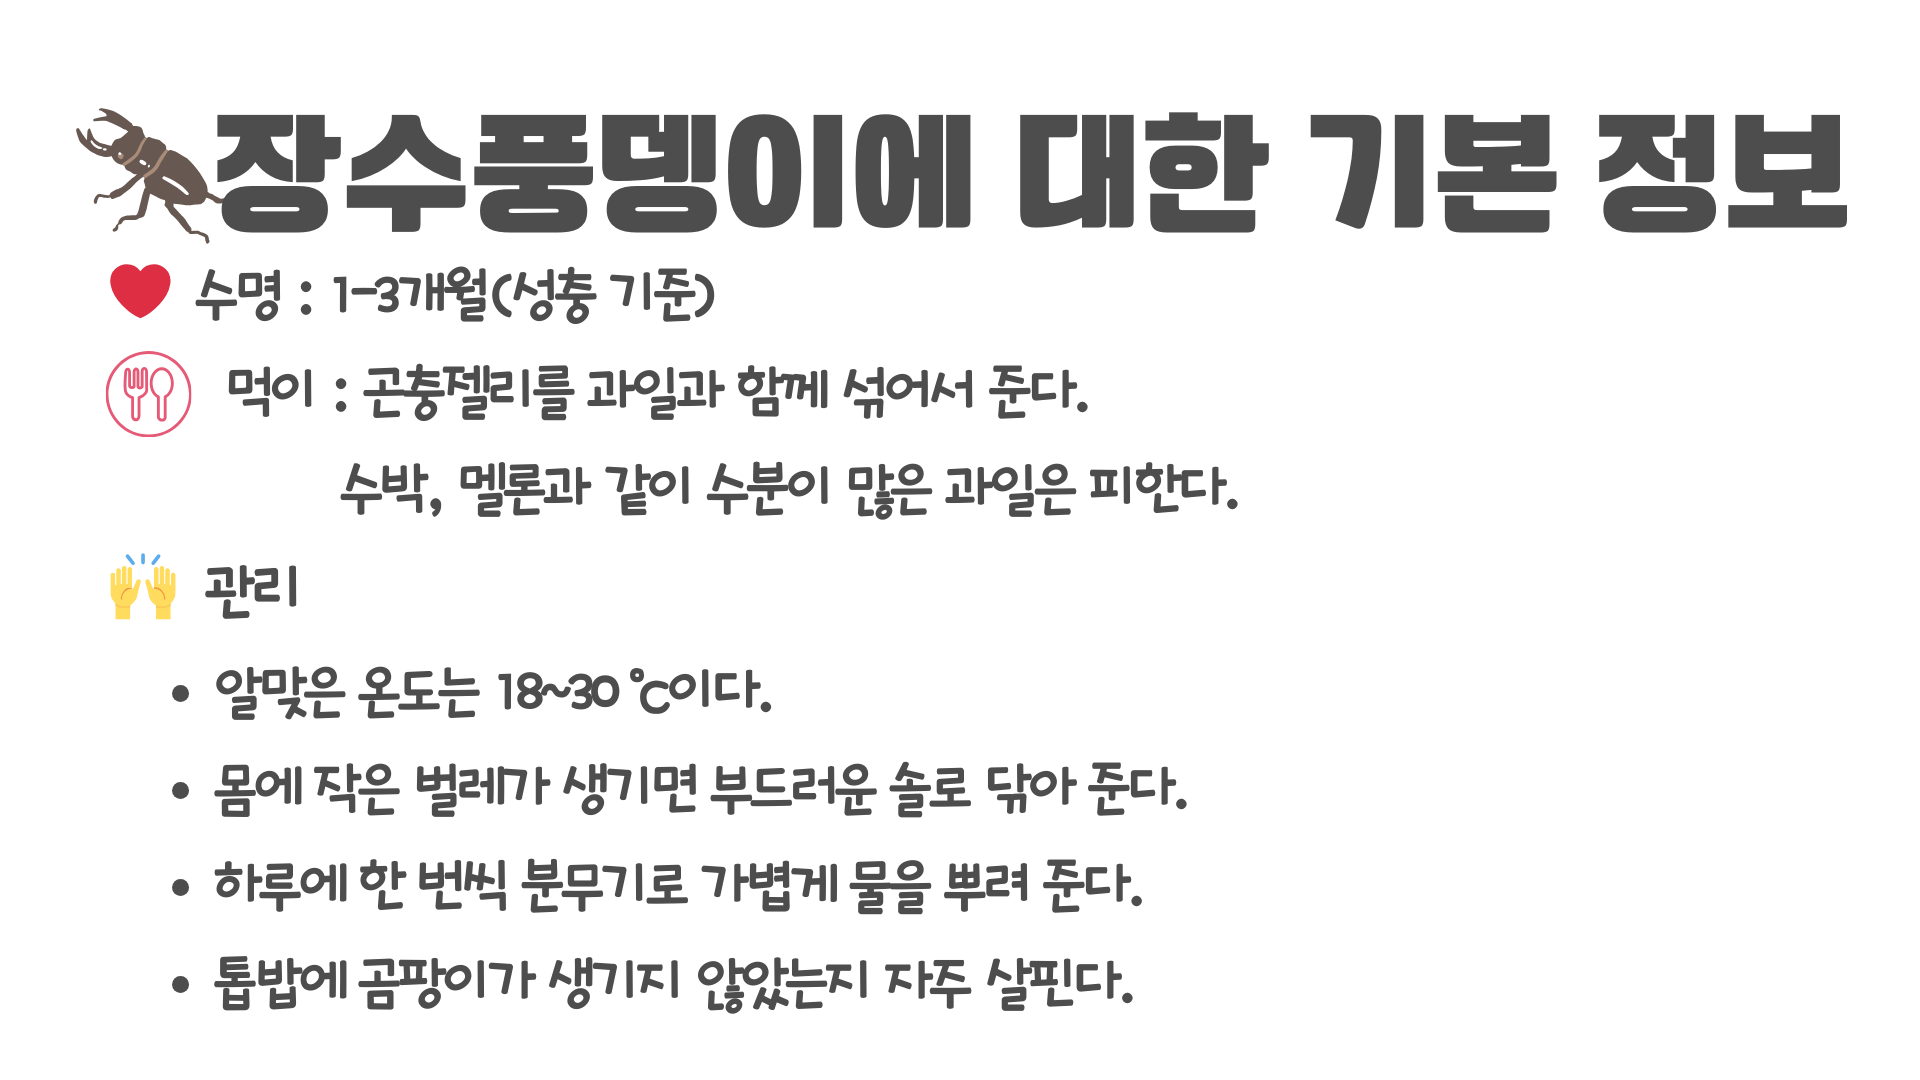 장수풍뎅이에 대한 기본 정보
수명 : 1-3개월(성충 기준)
먹이 : 곤충젤리를 과일과 함께 섞어서 준다.
수박, 멜론과 같이 수분이 많은 과일은 피한다.
관리
• 알맞은 온도는 18~30 ℃이다.
• 몸에 작은 벌레가 생기면 부드러운 솔로 닦아 준다.
• 하루에 한 번씩 분무기로 가볍게 물을 뿌려 준다.
• 톱밥에 곰팡이가 생기지 않았는지 자주 살핀다.